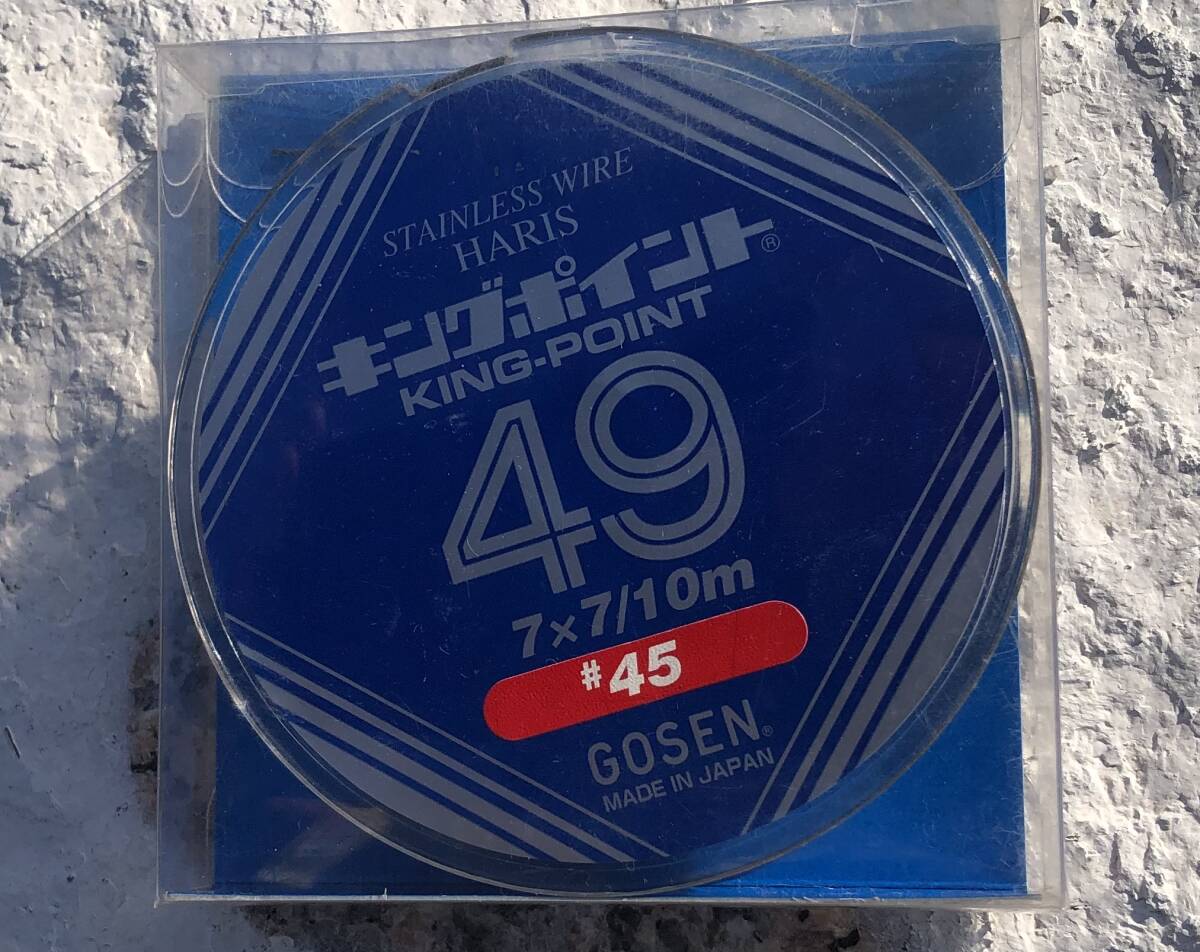 STAINLESS WIRE
HARIS
キングポイント®
KING-POINT
49
7×7/10m
#45
GOSEN®
MADE IN JAPAN